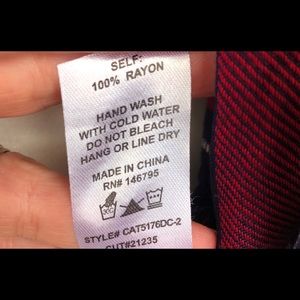 SELF:
100% RAYON
HAND WASH
WITH COLD WATER
DO NOT BLEACH
HANG OR LINE DRY
MADE IN CHINA
RN# 146795
STYLE# CAT5176DC-2
CUT#21235